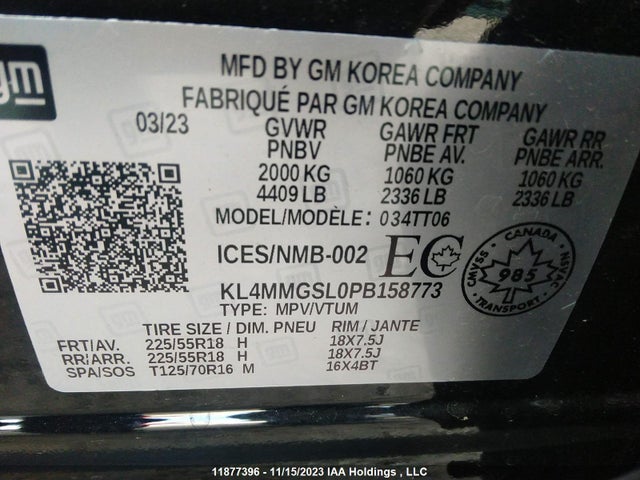 gm
MFD BY GM KOREA COMPANY
FABRIQUÉ PAR GM KOREA COMPANY
03/23 GVWR GAWR FRT GAWR RR
PNBV PNBE AV. PNBE ARR.
2000 KG 1060 KG 1060 KG
4409 LB 2336 LB 2336 LB
MODEL/MODÈLE: 034TT06
ICES/NMB-002 EC
CANADA
CMVSS 985 NSVAC
TRANSPORT
KL4MMGSL0PB158773
TYPE: MPV/VTUM
TIRE SIZE / DIM. PNEU RIM / JANTE
FRT/AV. 225/55R18 H 18X7.5J
RR/ARR. 225/55R18 H 18X7.5J
SPA/SOS T125/70R16 M 16X4BT
11877396 - 11/15/2023 IAA Holdings , LLC